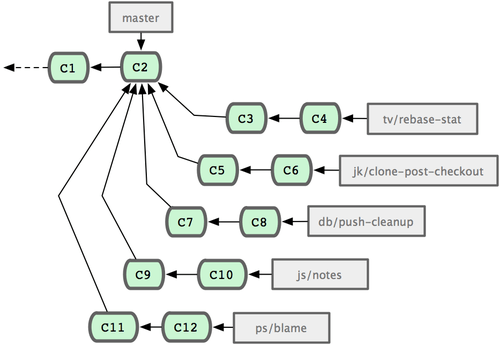 master
C1 C2
C3 C4 tv/rebase-stat
C5 C6 jk/clone-post-checkout
C7 C8 db/push-cleanup
C9 C10 js/notes
C11 C12 ps/blame